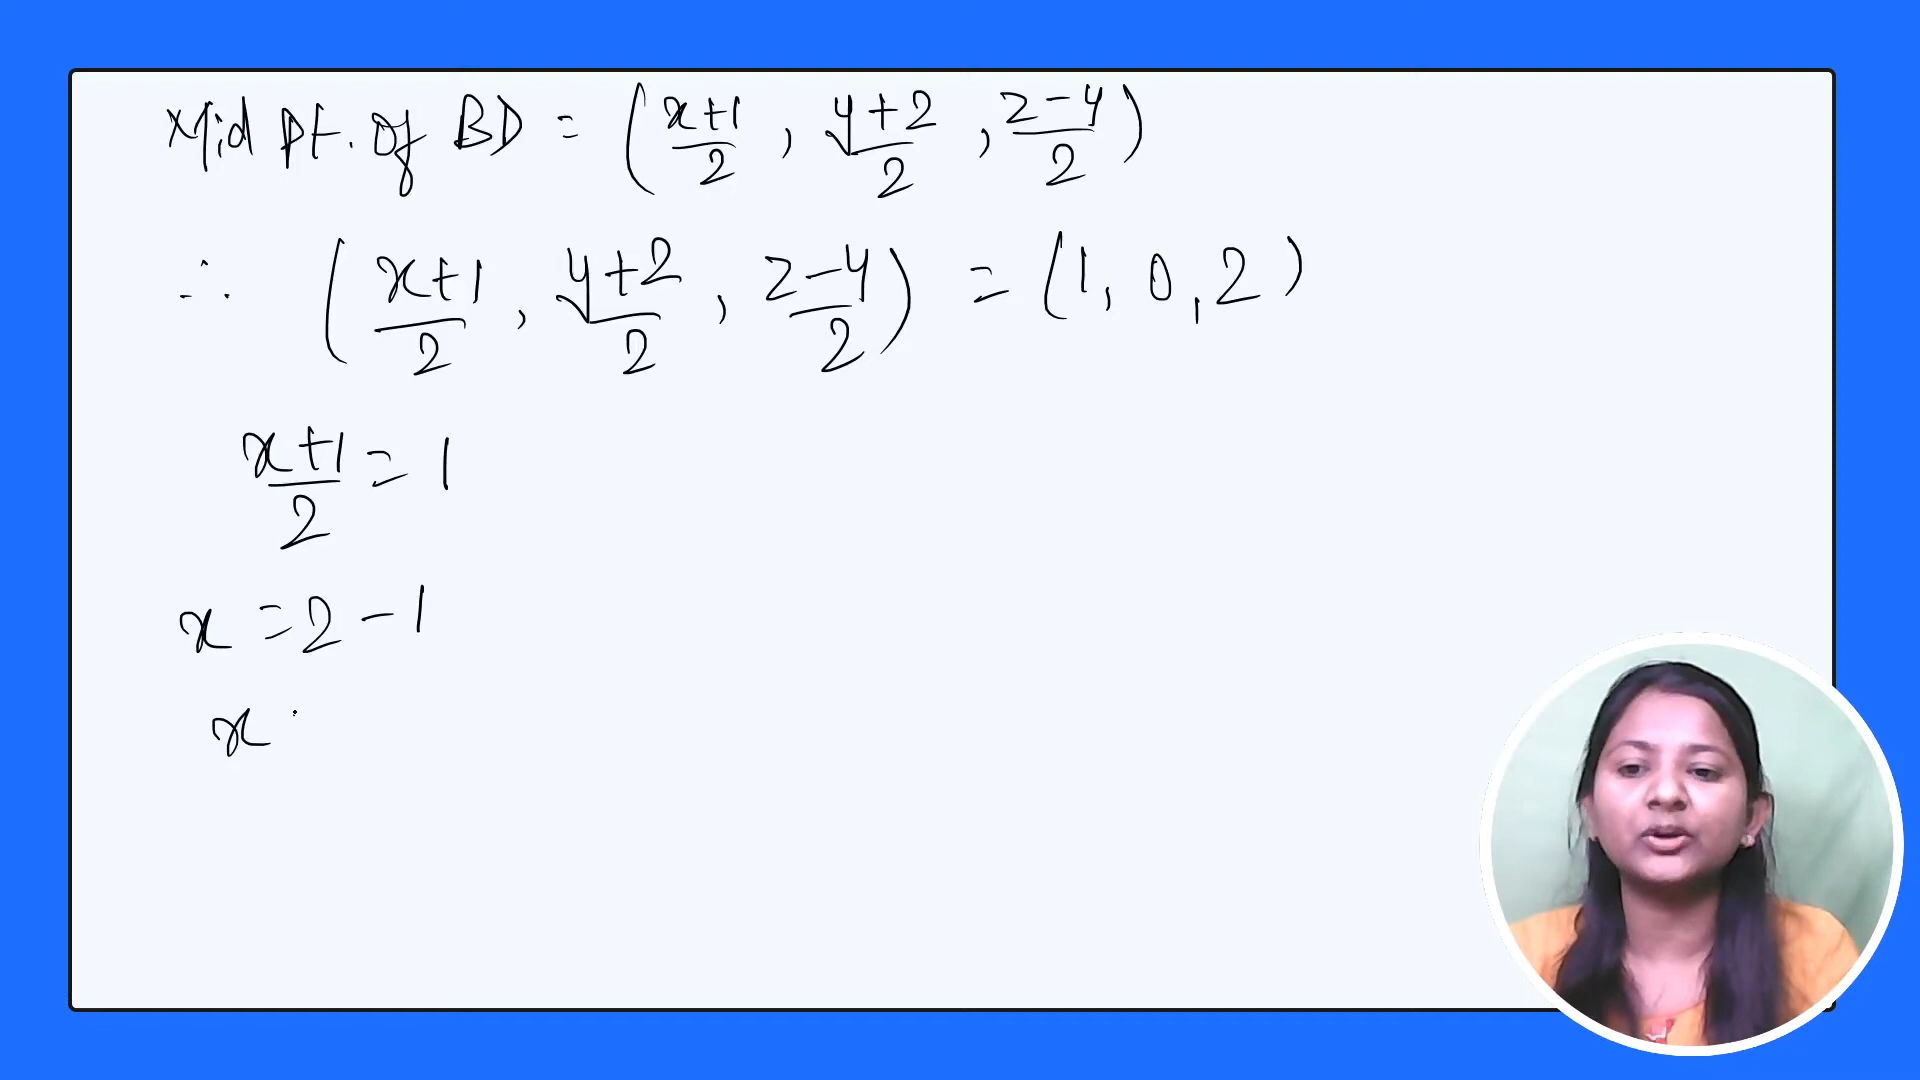 Mid pt. of BD = (x+1/2, y+2/2, z-4/2)
∴ (x+1/2, y+2/2, z-4/2) = (1, 0, 2)
x+1/2 = 1
x = 2 - 1
x